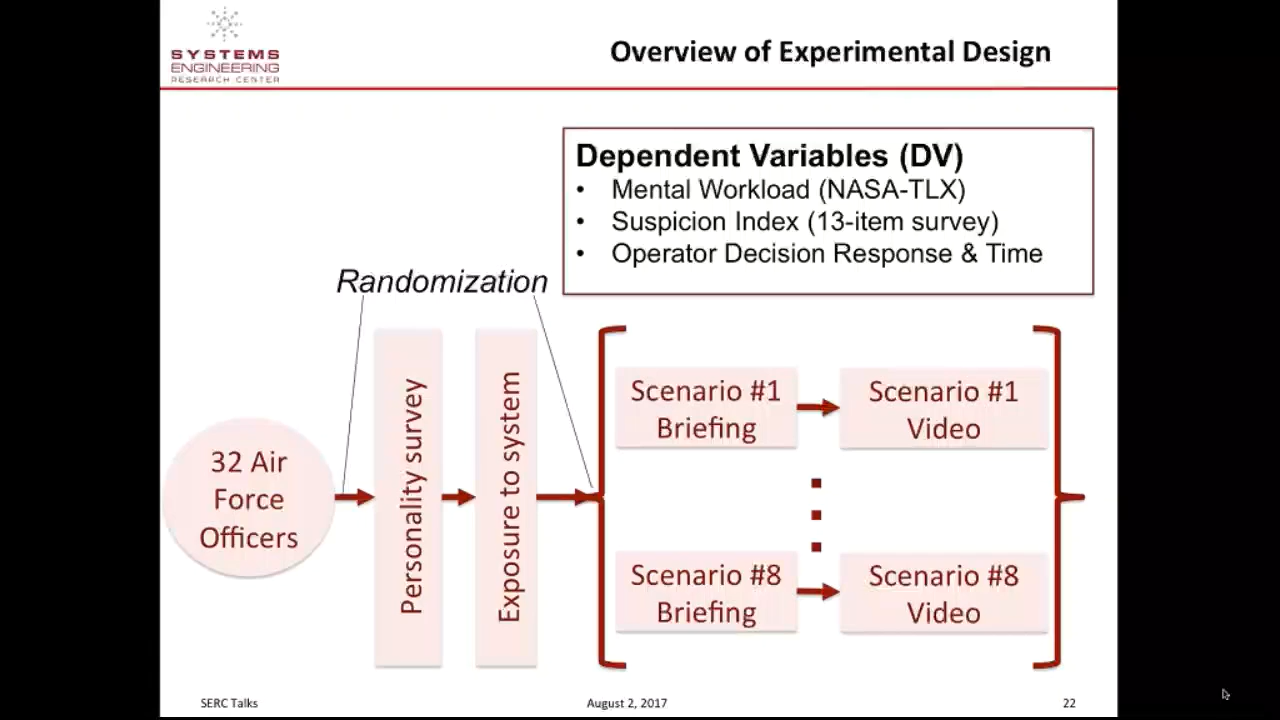 SYSTEMS
ENGINEERING
RESEARCH CENTER
Overview of Experimental Design
Dependent Variables (DV)
• Mental Workload (NASA-TLX)
• Suspicion Index (13-item survey)
• Operator Decision Response & Time
Randomization
32 Air
Force
Officers
Personality survey
Exposure to system
Scenario #1
Briefing
Scenario #1
Video
Scenario #8
Briefing
Scenario #8
Video
SERC Talks
August 2, 2017
22